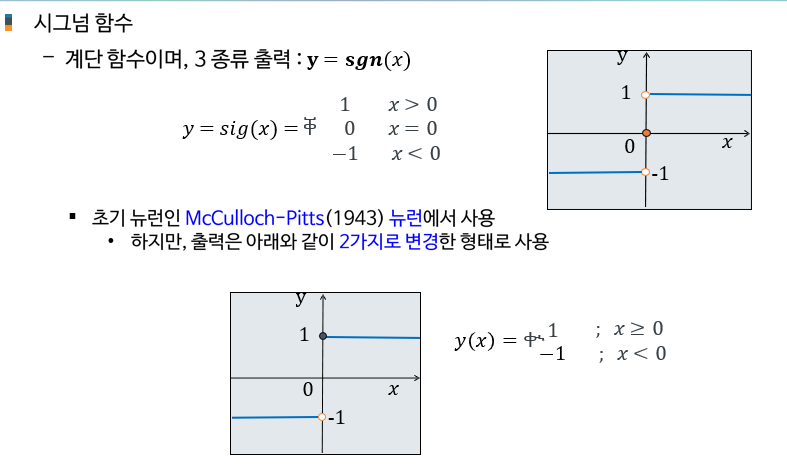 시그넘 함수
– 계단 함수이며, 3 종류 출력 : y = sgn(x)
y
1
0
x
-1
y = sig(x) =
1 x > 0
0 x = 0
−1 x < 0
▪ 초기 뉴런인 McCulloch-Pitts(1943) 뉴런에서 사용
• 하지만, 출력은 아래와 같이 2가지로 변경한 형태로 사용
y
1
0
x
-1
y(x) =
1 ; x ≥ 0
−1 ; x < 0